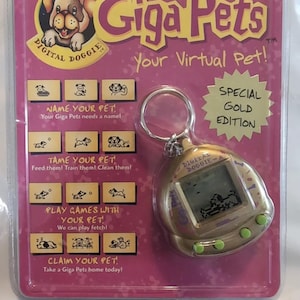 Giga Pets
TM
DIGITAL DOGGIE
Your Virtual Pet!
SPECIAL
GOLD
EDITION
NAME YOUR PET!
Your Giga Pets needs a name!
TAME YOUR PET!
Feed them! Train them! Clean them!
PLAY GAMES WITH
YOUR PET!
We can play fetch!
CLAIM YOUR PET!
Take a Giga Pets home today!
DIGITAL
DOGGIE